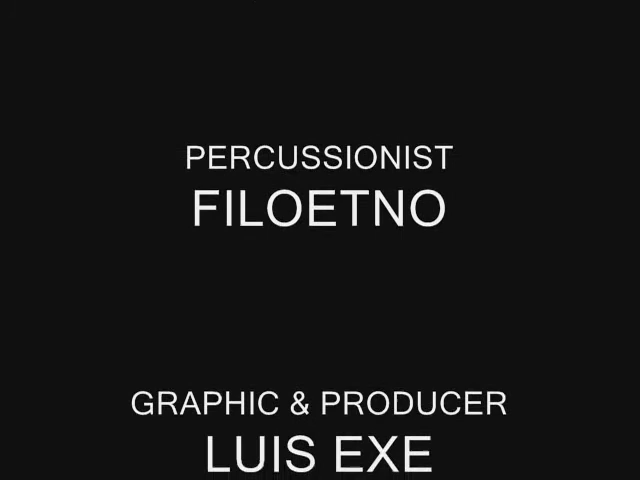 PERCUSSIONIST
FILOETNO
GRAPHIC & PRODUCER
LUIS EXE